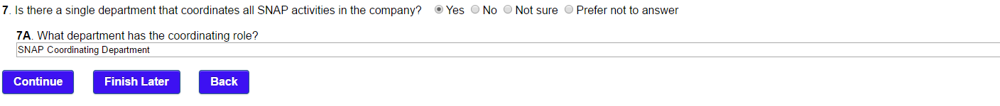 7. Is there a single department that coordinates all SNAP activities in the company? Yes No Not sure Prefer not to answer
7A. What department has the coordinating role?
SNAP Coordinating Department
Continue Finish Later Back